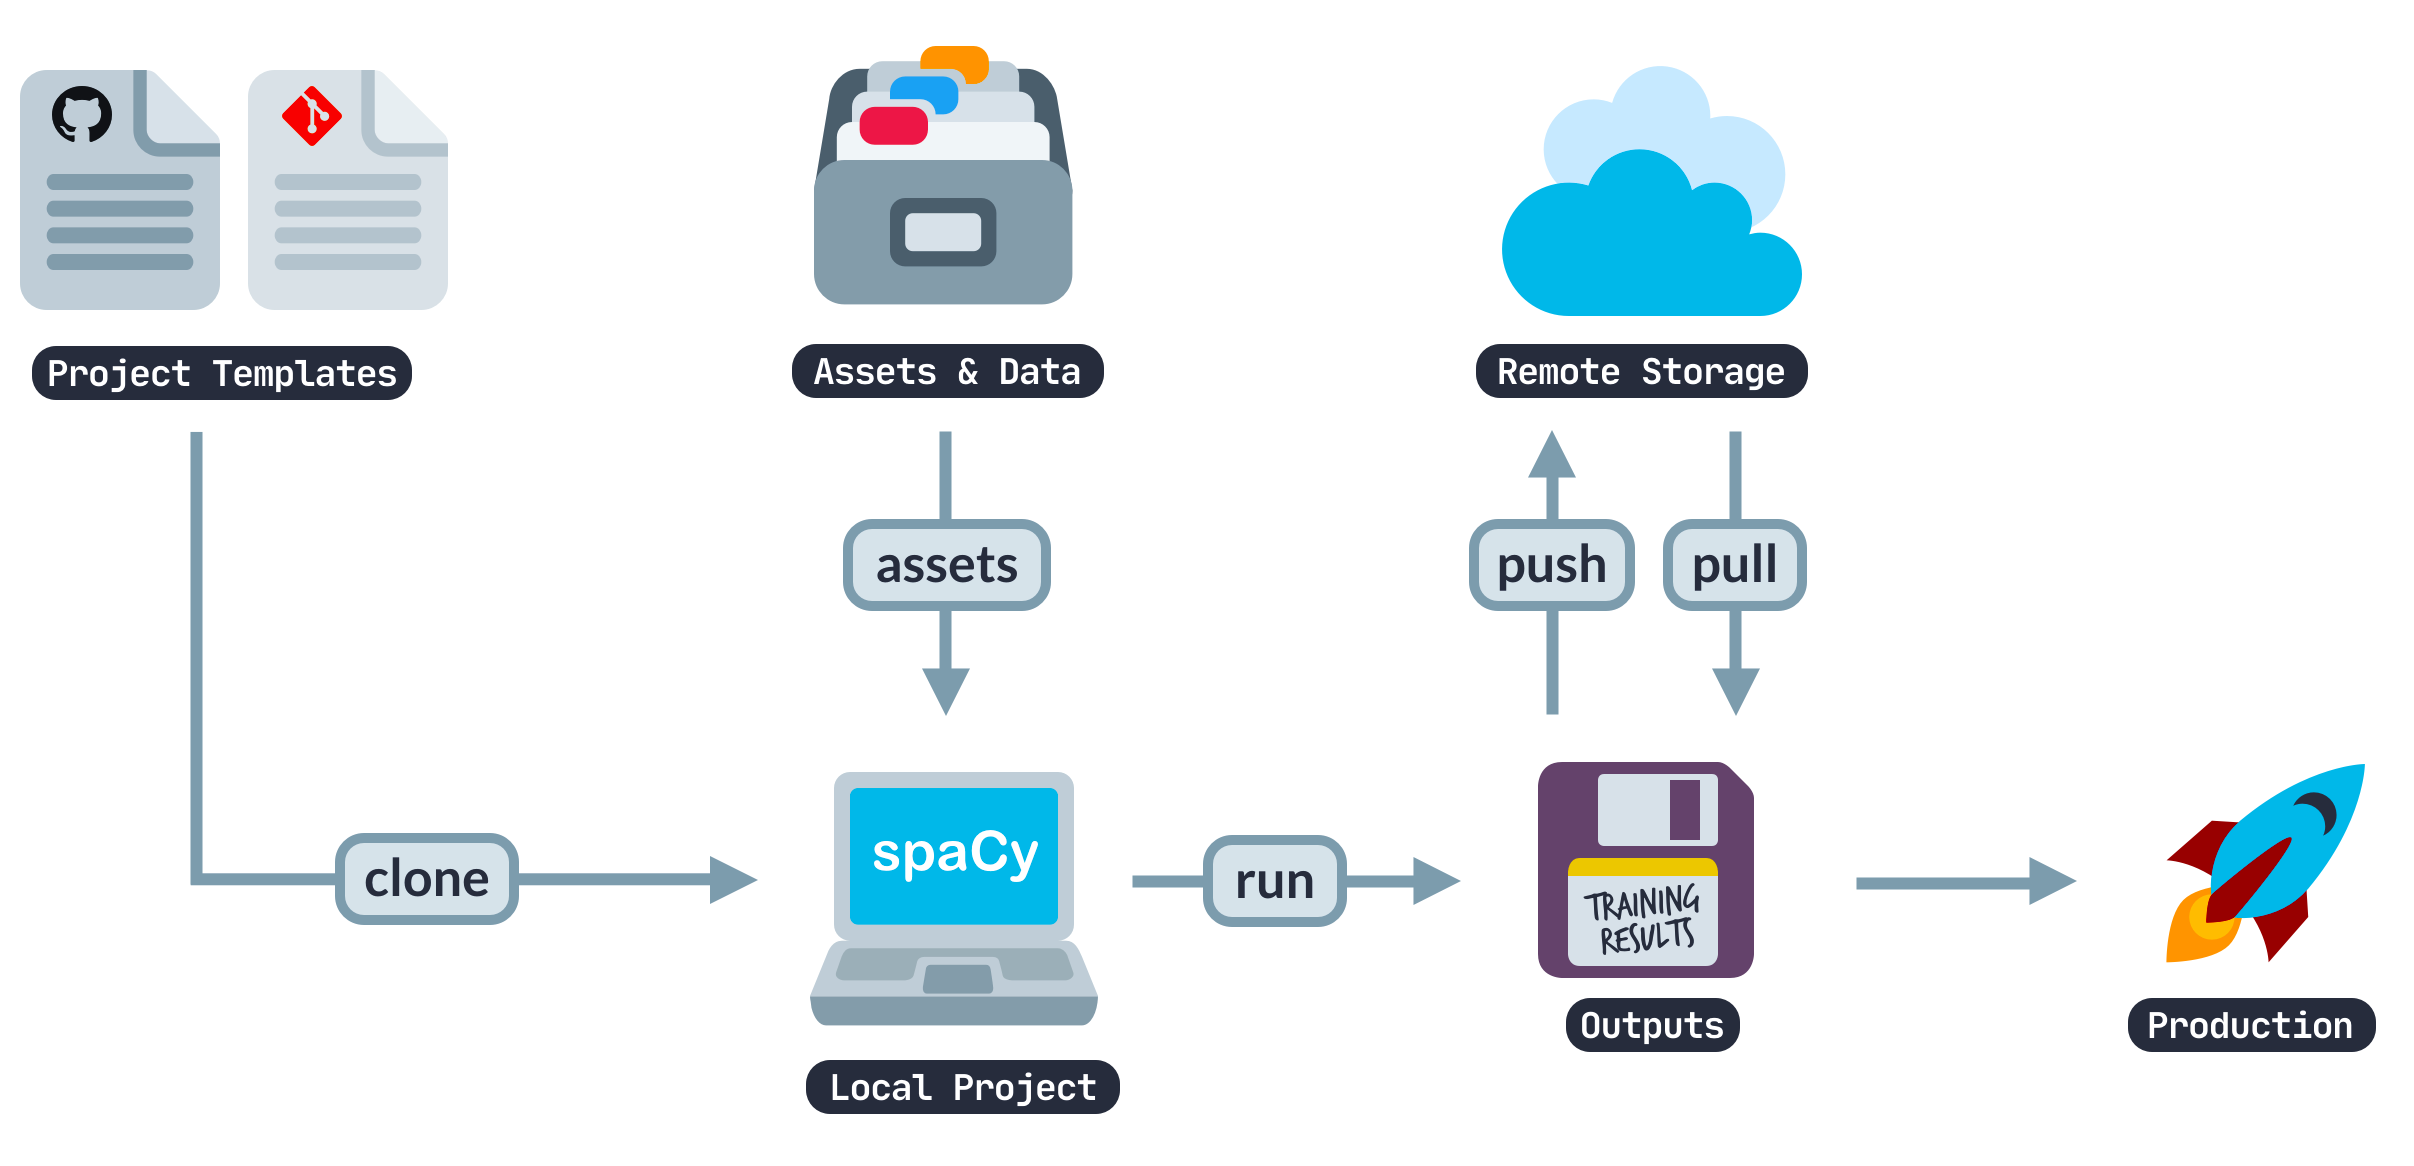 Project Templates
Assets & Data
Remote Storage
assets
push
pull
clone
spaCy
run
TRAINING
RESULTS
Outputs
Production
Local Project